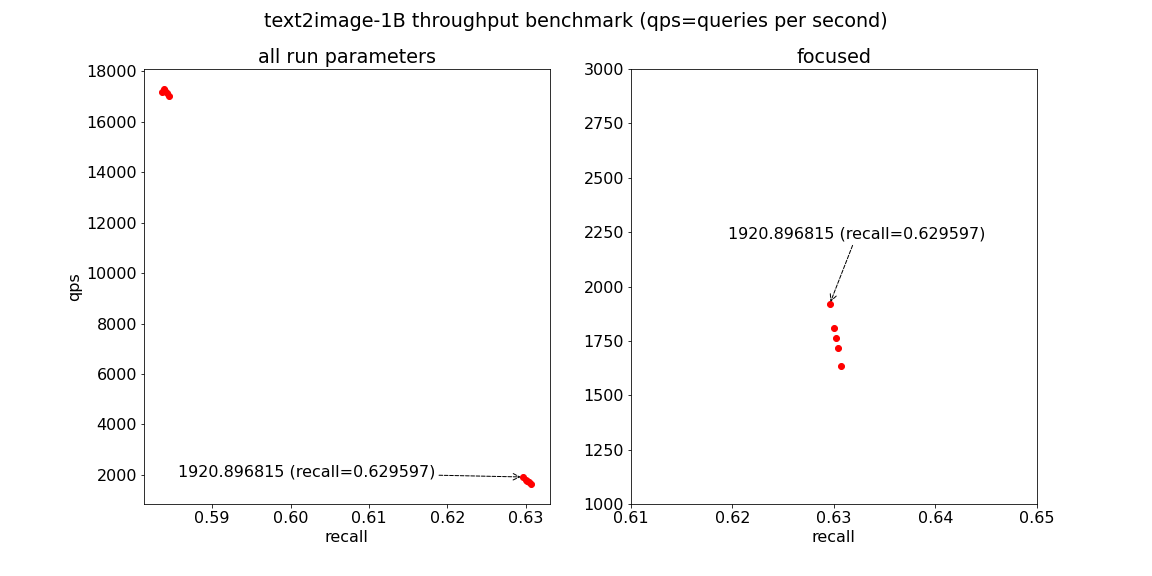 text2image-1B throughput benchmark (qps=queries per second)
all run parameters
18000
16000
14000
12000
10000
8000
6000
4000
2000
qps
1920.896815 (recall=0.629597)
0.59 0.60 0.61 0.62 0.63
recall
focused
3000
2750
2500
2250
2000
1750
1500
1250
1000
1920.896815 (recall=0.629597)
0.61 0.62 0.63 0.64 0.65
recall